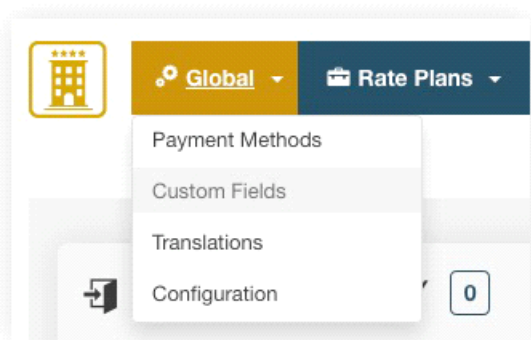 Global
Rate Plans
Payment Methods
Custom Fields
Translations
Configuration
0